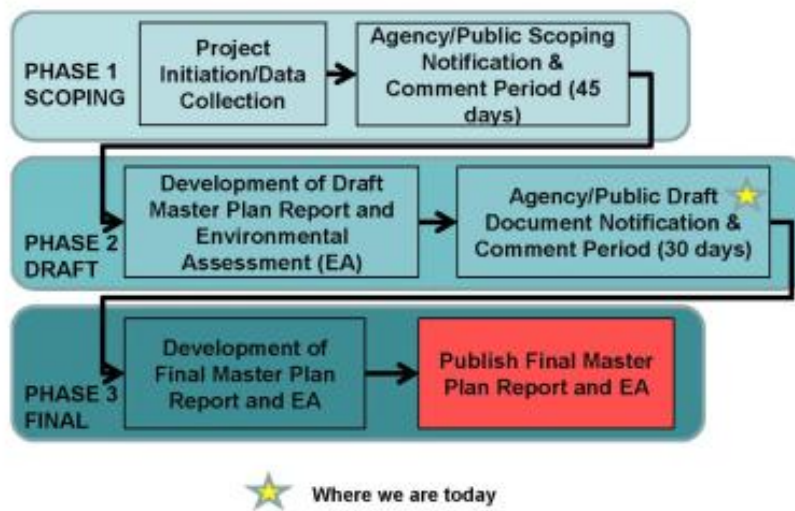 PHASE 1
SCOPING
Project
Initiation/Data
Collection
Agency/Public Scoping
Notification &
Comment Period (45
days)
PHASE 2
DRAFT
Development of Draft
Master Plan Report and
Environmental
Assessment (EA)
Agency/Public Draft
Document Notification &
Comment Period (30 days)
PHASE 3
FINAL
Development of
Final Master Plan
Report and EA
Publish Final Master
Plan Report and EA
Where we are today